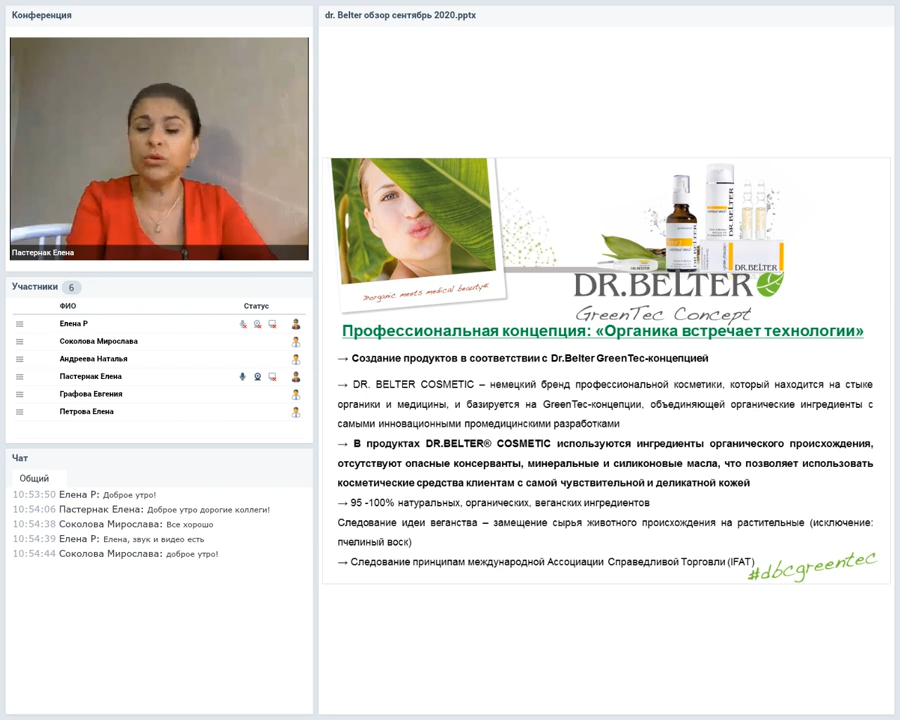 Конференция
Пастернак Елена
Участники 6
ФИО Статус
Елена Р
Соколова Мирослава
Андреева Наталья
Пастернак Елена
Графова Евгения
Петрова Елена
Чат
Общий
10:53:50 Елена Р: Доброе утро!
10:54:06 Пастернак Елена: Доброе утро дорогие коллеги!
10:54:38 Соколова Мирослава: Все хорошо
10:54:39 Елена Р: Елена, звук и видео есть
10:54:44 Соколова Мирослава: доброе утро!
dr. Belter обзор сентябрь 2020.pptx
organic meets medical beauty
DR.BELTER
DR.BELTER
DR.BELTER
GreenTec Concept
Профессиональная концепция: «Органика встречает технологии»
→ Создание продуктов в соответствии с Dr.Belter GreenTec-концепцией
→ DR. BELTER COSMETIC – немецкий бренд профессиональной косметики, который находится на стыке
органики и медицины, и базируется на GreenTec-концепции, объединяющей органические ингредиенты с
самыми инновационными промедицинскими разработками
→ В продуктах DR.BELTER® COSMETIC используются ингредиенты органического происхождения,
отсутствуют опасные консерванты, минеральные и силиконовые масла, что позволяет использовать
косметические средства клиентам с самой чувствительной и деликатной кожей
→ 95 -100% натуральных, органических, веганских ингредиентов
Следование идеи веганства – замещение сырья животного происхождения на растительные (исключение:
пчелиный воск)
→ Следование принципам международной Ассоциации Справедливой Торговли (IFAT)
#dbcgreentec